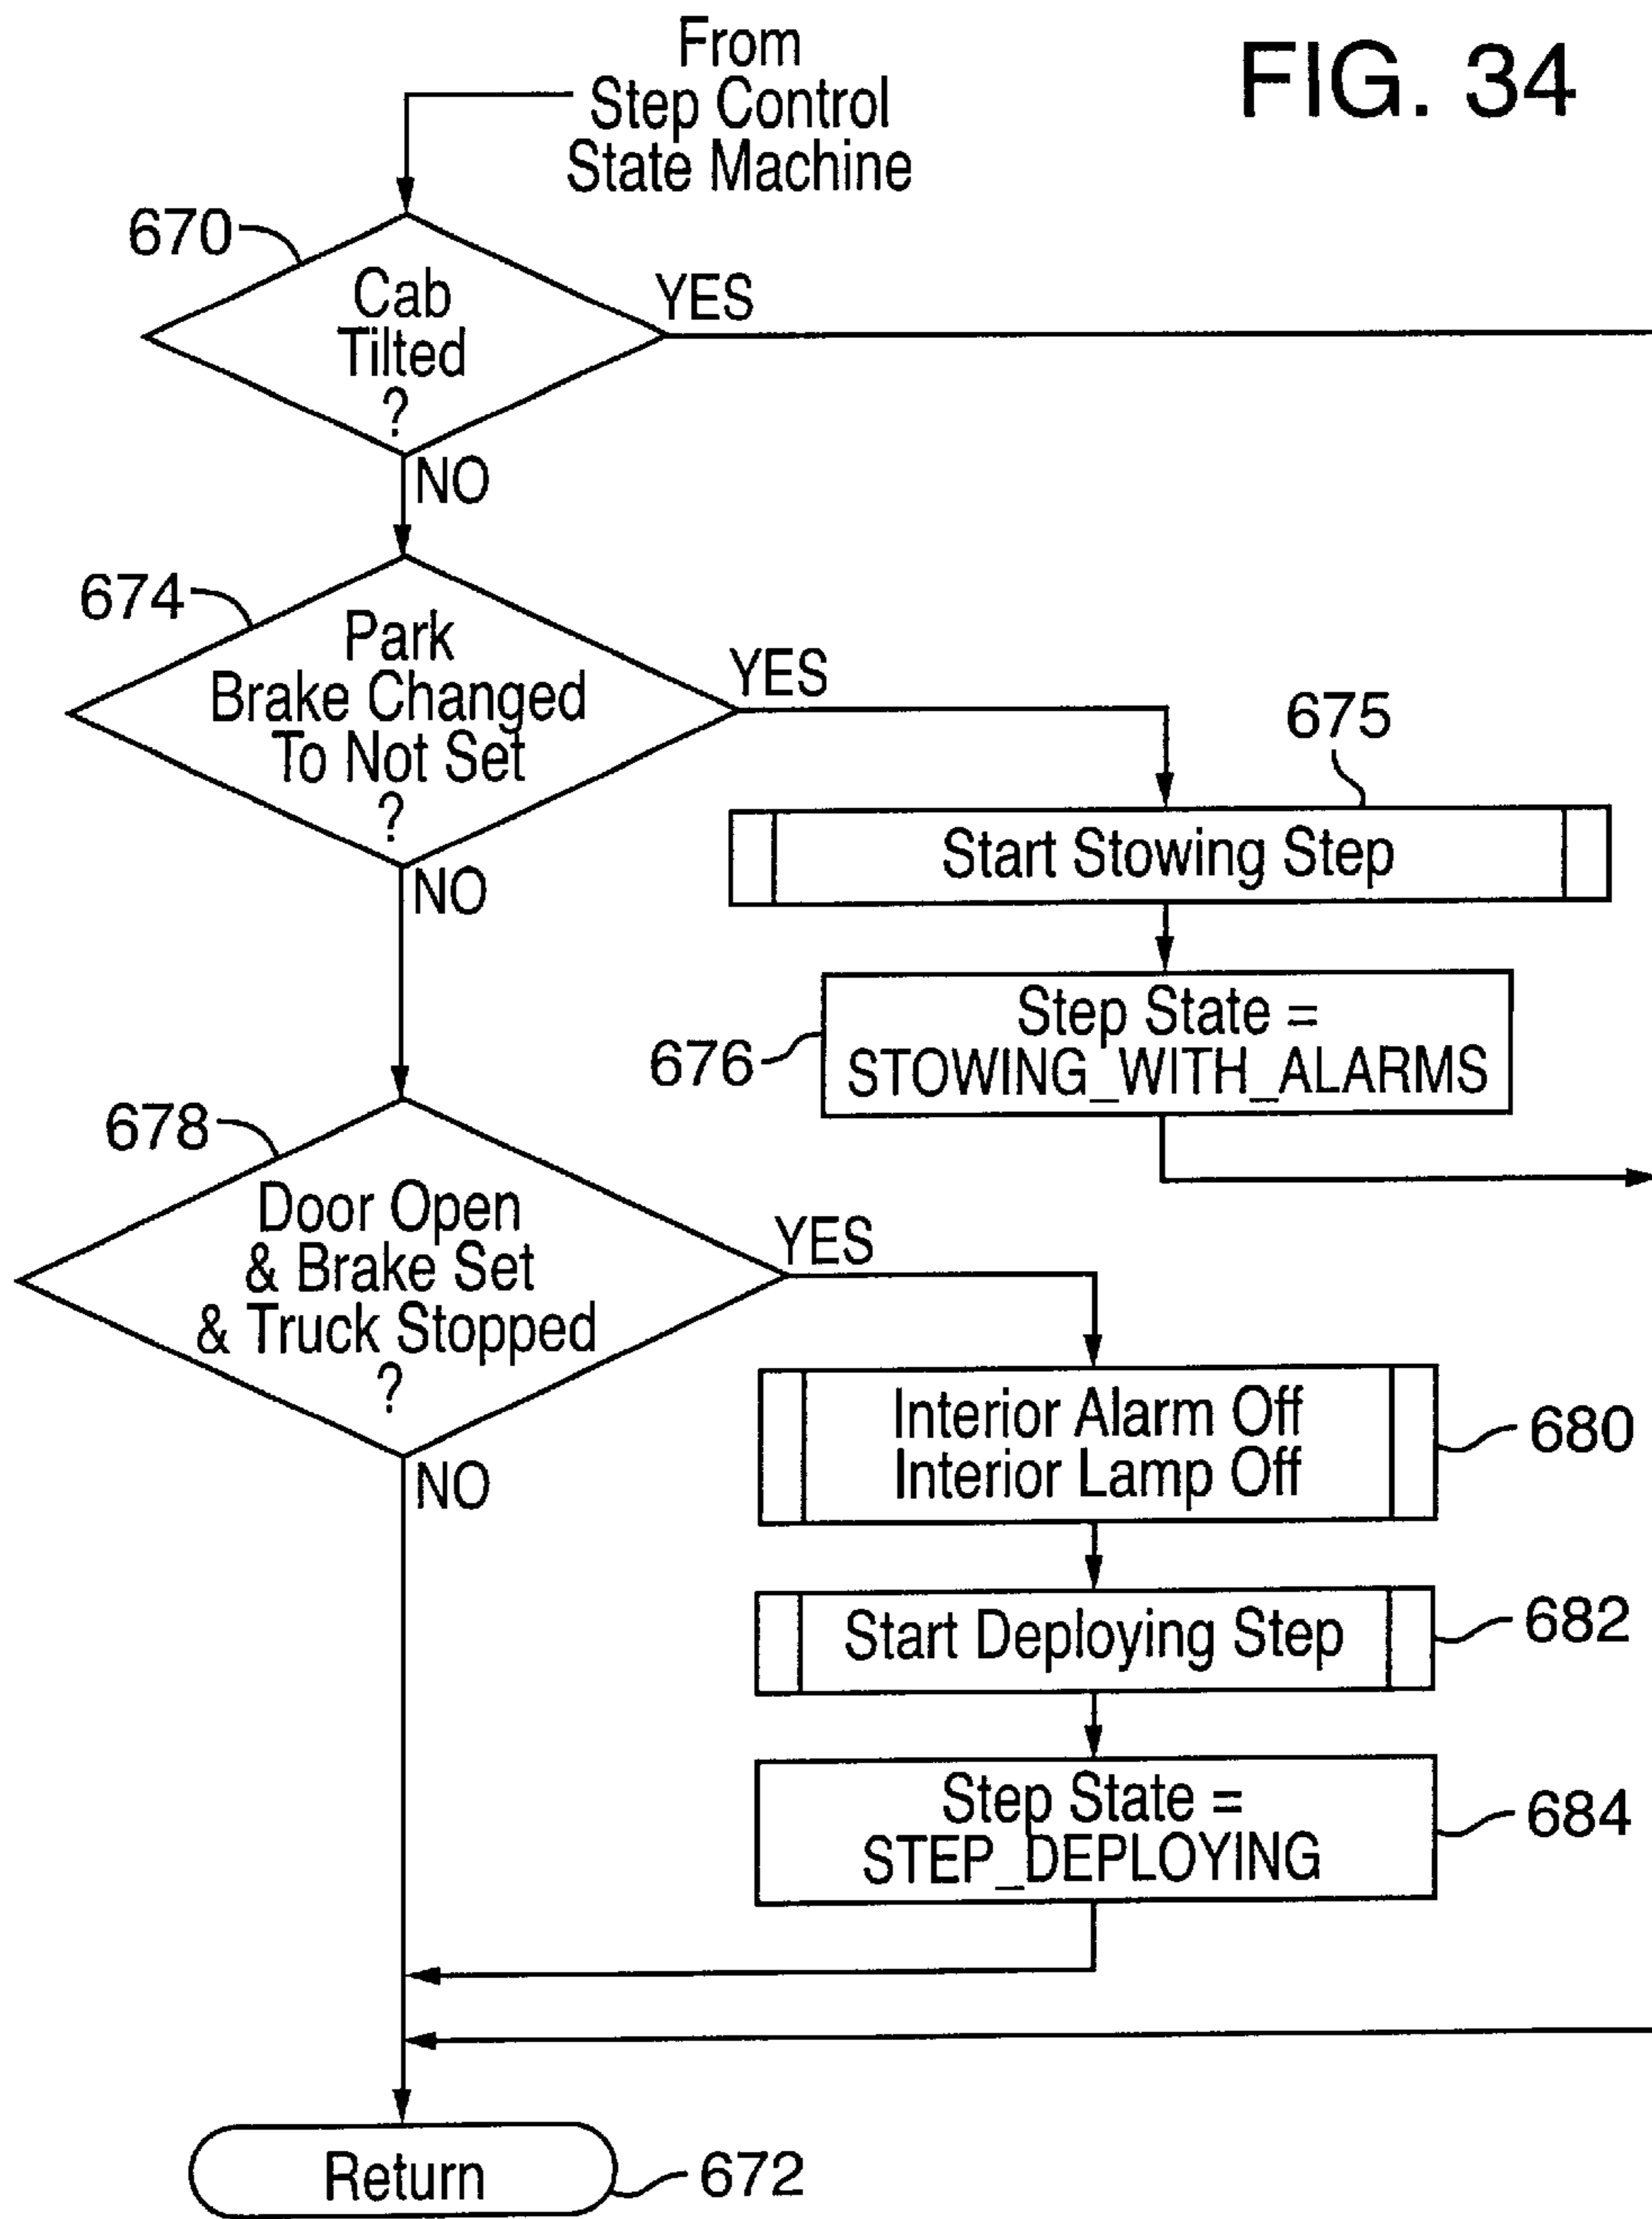 FIG. 34
From
Step Control
State Machine
670
Cab
Tilted
?
YES
NO
674
Park
Brake Changed
To Not Set
?
YES
NO
675
Start Stowing Step
676
Step State =
STOWING_WITH_ALARMS
678
Door Open
& Brake Set
& Truck Stopped
?
YES
NO
Interior Alarm Off
Interior Lamp Off
680
Start Deploying Step
682
Step State =
STEP_DEPLOYING
684
Return
672